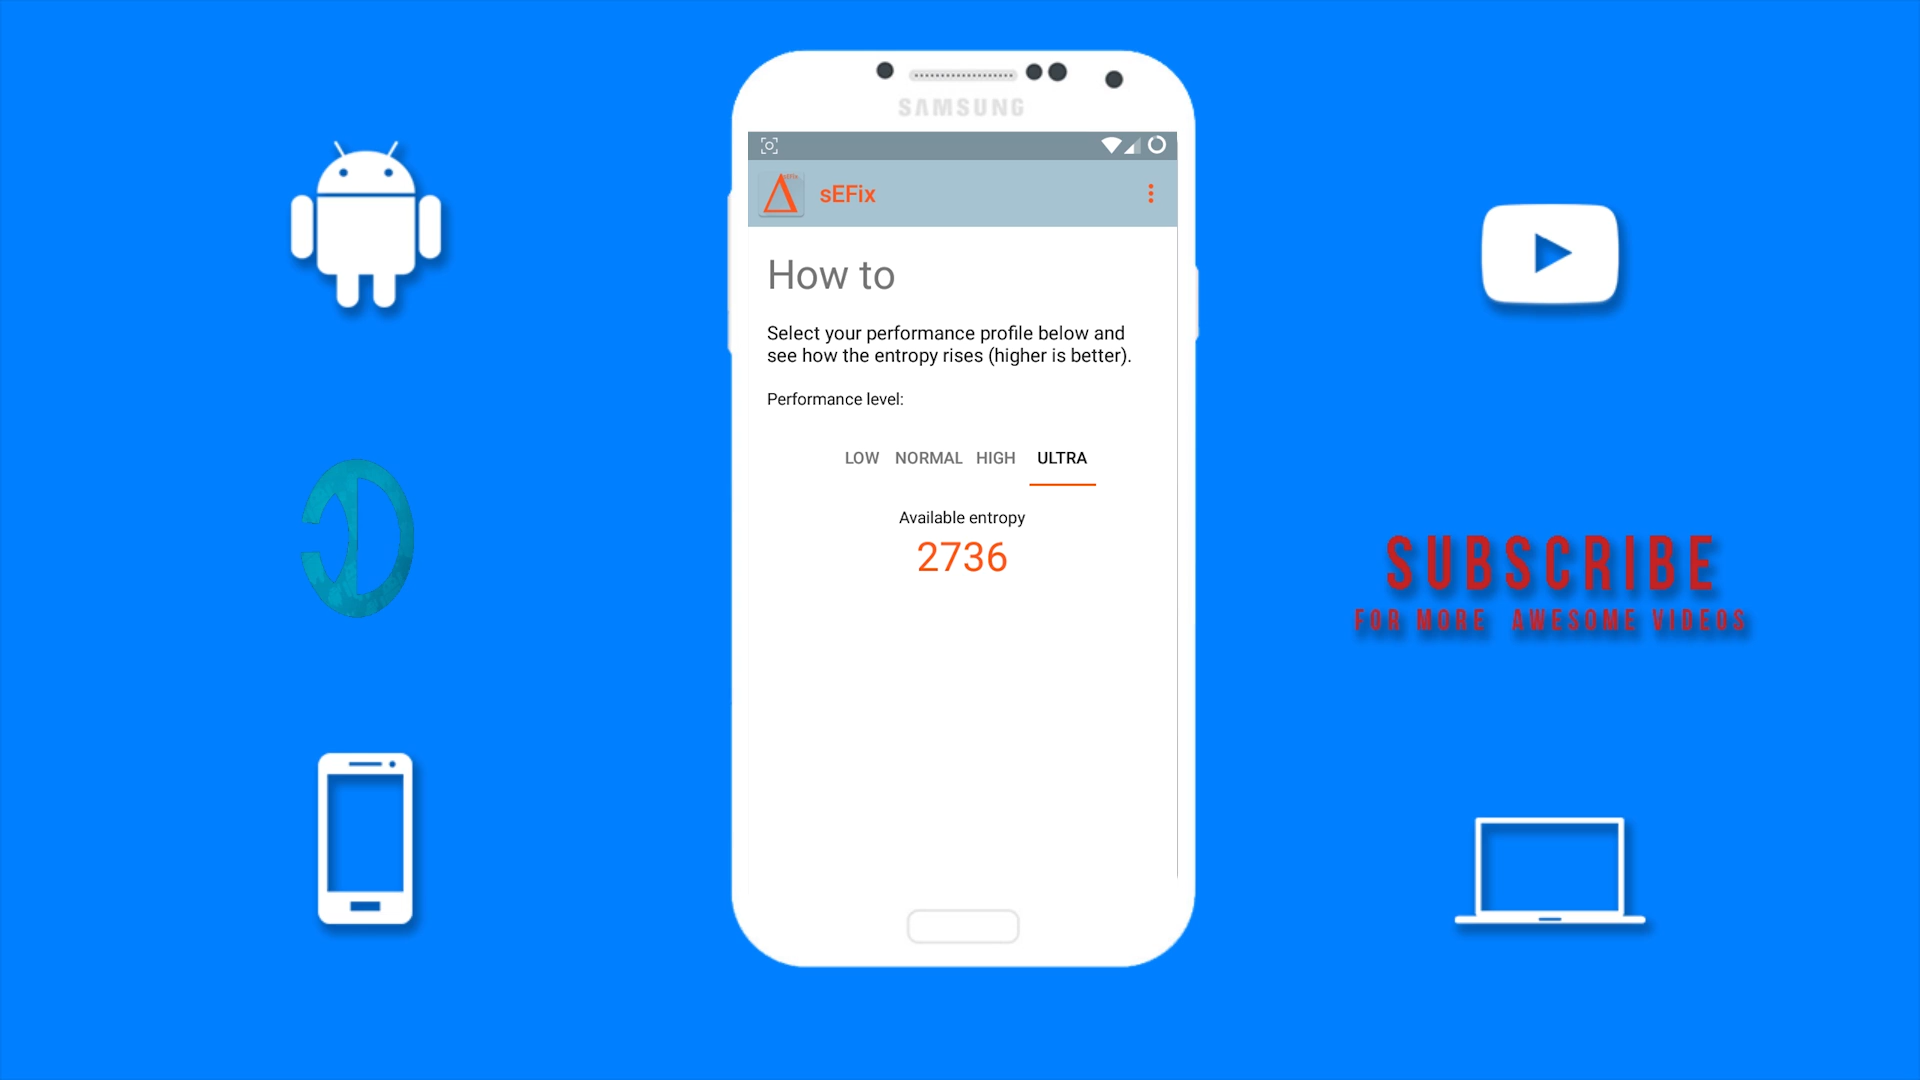 SAMSUNG
sEFix
How to
Select your performance profile below and
see how the entropy rises (higher is better).
Performance level:
LOW NORMAL HIGH ULTRA
Available entropy
2736
SUBSCRIBE
FOR MORE AWESOME VIDEOS